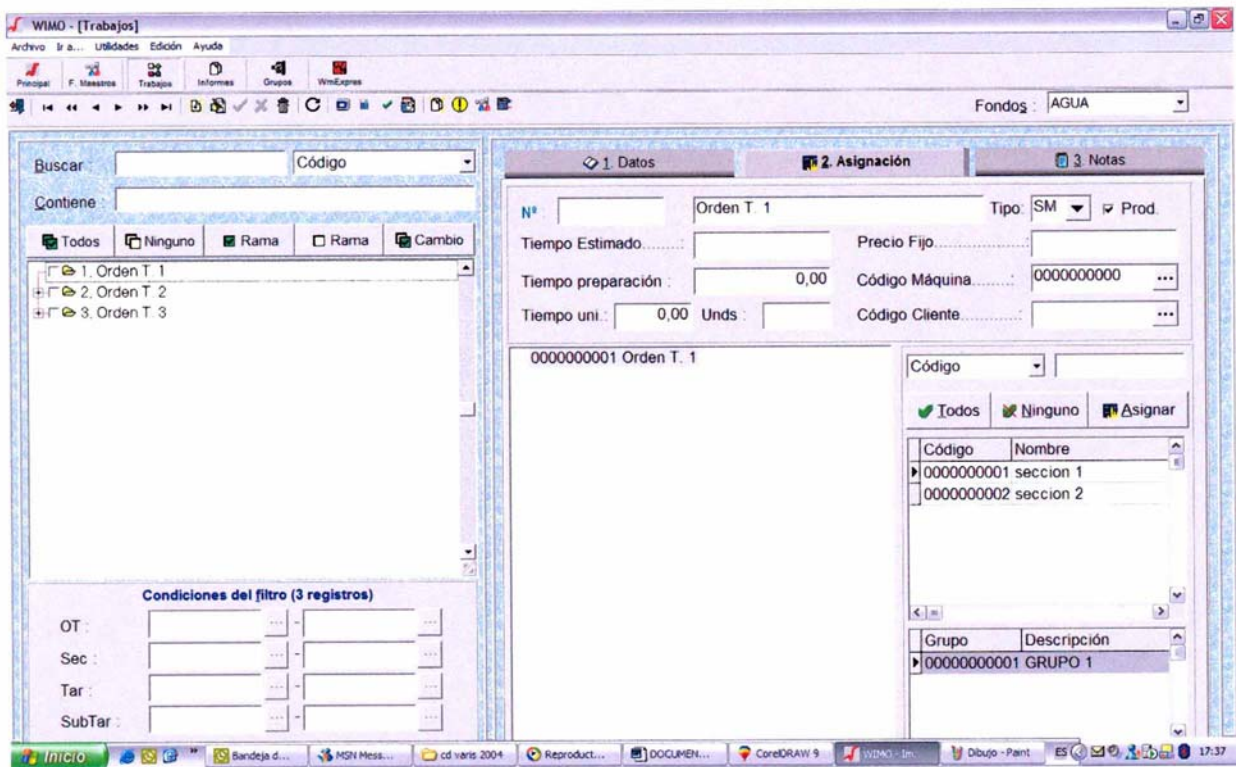 WIMO - [Trabajos]
Archivo Ir a... Utilidades Edición Ayuda
Principal F. Maestros Trabajos Informes Grupos WmExpres
Fondos : AGUA
Buscar : Código
Contiene :
Todos Ninguno Rama Rama Cambio
1, Orden T. 1
2, Orden T. 2
3, Orden T. 3
Condiciones del filtro (3 registros)
OT : ... - ...
Sec : ... - ...
Tar : ... - ...
SubTar : ... - ...
1. Datos 2. Asignación 3. Notas
Nº Orden T. 1 Tipo: SM Prod.
Tiempo Estimado.......: Precio Fijo...................:
Tiempo preparación : 0,00 Código Máquina........: 0000000000 ...
Tiempo uni.: 0,00 Unds : Código Cliente............: ...
0000000001 Orden T. 1
Código
Todos Ninguno Asignar
Código Nombre
0000000001 seccion 1
0000000002 seccion 2
Grupo Descripción
00000000001 GRUPO 1
Inicio Bandeja d... MSN Mess... cd varis 2004 Reproduct... DOCUMEN... CorelDRAW 9 WIMO - Im Dibujo - Paint ES 17:37